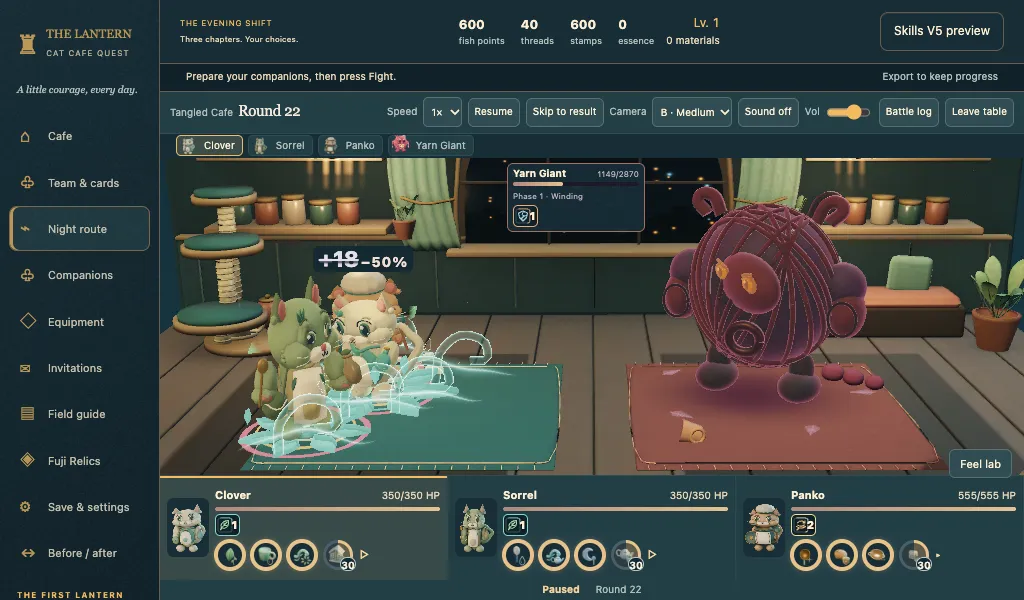 THE LANTERN
CAT CAFE QUEST
A little courage, every day.
Cafe
Team & cards
Night route
Companions
Equipment
Invitations
Field guide
Fuji Relics
Save & settings
Before / after
THE FIRST LANTERN
THE EVENING SHIFT
Three chapters. Your choices.
600
fish points
40
threads
600
stamps
0
essence
Lv. 1
0 materials
Skills V5 preview
Prepare your companions, then press Fight.
Export to keep progress
Tangled Cafe Round 22
Speed 1x Resume Skip to result Camera B · Medium Sound off Vol Battle log Leave table
Clover Sorrel Panko Yarn Giant
Yarn Giant 1149/2870
Phase 1 · Winding
1
+18 -50%
Feel lab
Clover 350/350 HP
1
30
Sorrel 350/350 HP
1
30
Panko 555/555 HP
2
30
Paused Round 22